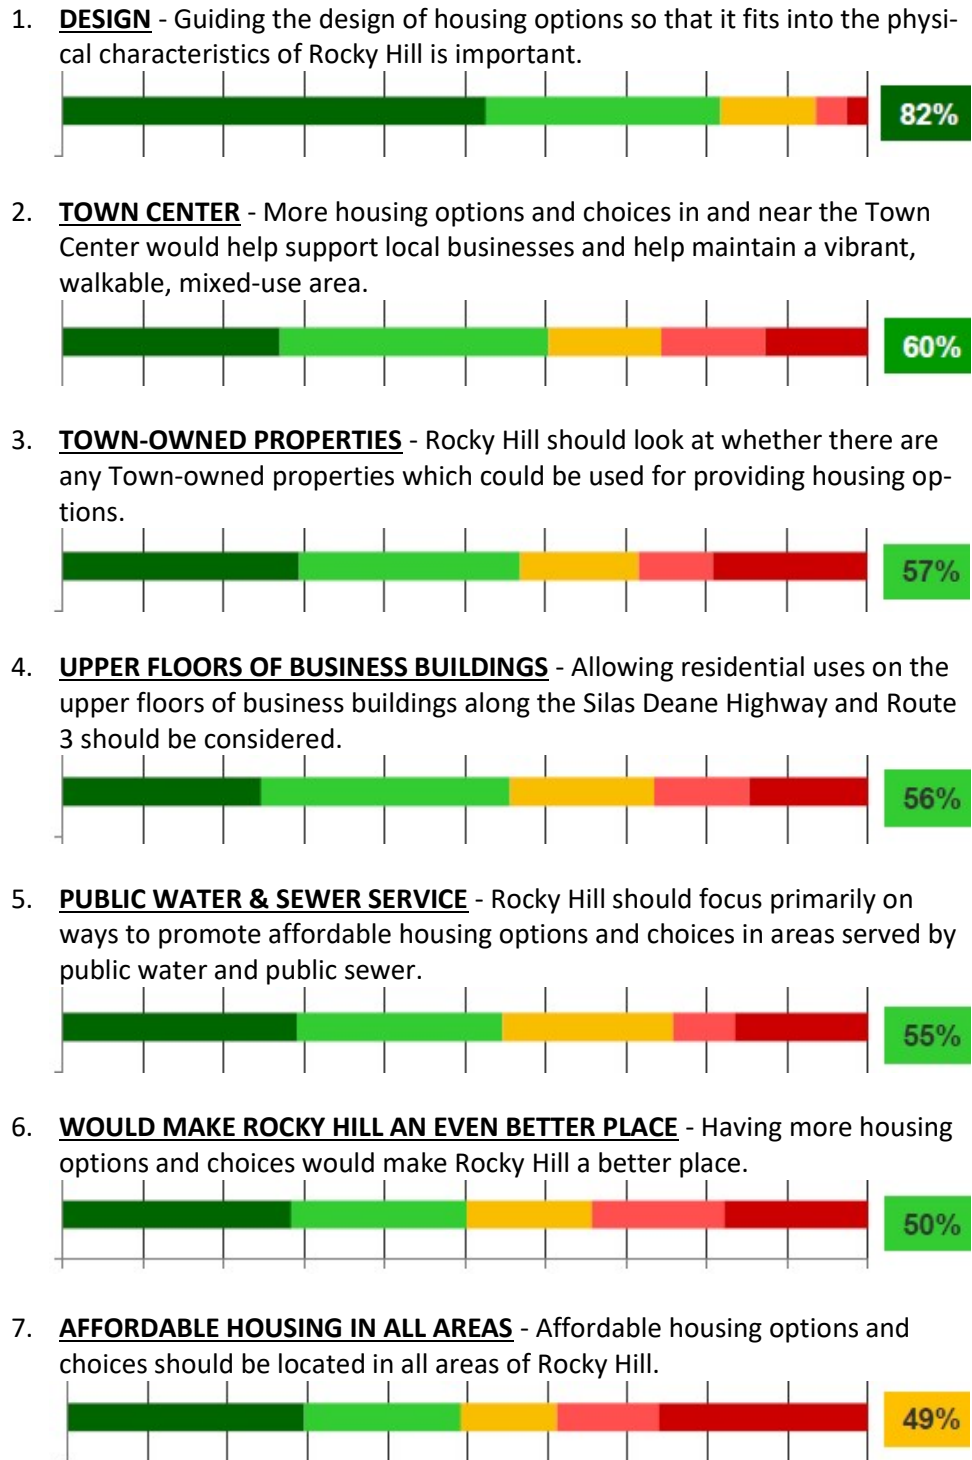 1. DESIGN - Guiding the design of housing options so that it fits into the physi-
cal characteristics of Rocky Hill is important.
82%
2. TOWN CENTER - More housing options and choices in and near the Town
Center would help support local businesses and help maintain a vibrant,
walkable, mixed-use area.
60%
3. TOWN-OWNED PROPERTIES - Rocky Hill should look at whether there are
any Town-owned properties which could be used for providing housing op-
tions.
57%
4. UPPER FLOORS OF BUSINESS BUILDINGS - Allowing residential uses on the
upper floors of business buildings along the Silas Deane Highway and Route
3 should be considered.
56%
5. PUBLIC WATER & SEWER SERVICE - Rocky Hill should focus primarily on
ways to promote affordable housing options and choices in areas served by
public water and public sewer.
55%
6. WOULD MAKE ROCKY HILL AN EVEN BETTER PLACE - Having more housing
options and choices would make Rocky Hill a better place.
50%
7. AFFORDABLE HOUSING IN ALL AREAS - Affordable housing options and
choices should be located in all areas of Rocky Hill.
49%